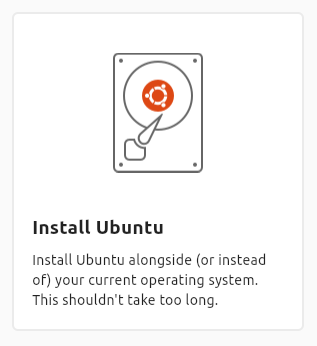 Install Ubuntu
Install Ubuntu alongside (or instead
of) your current operating system.
This shouldn't take too long.